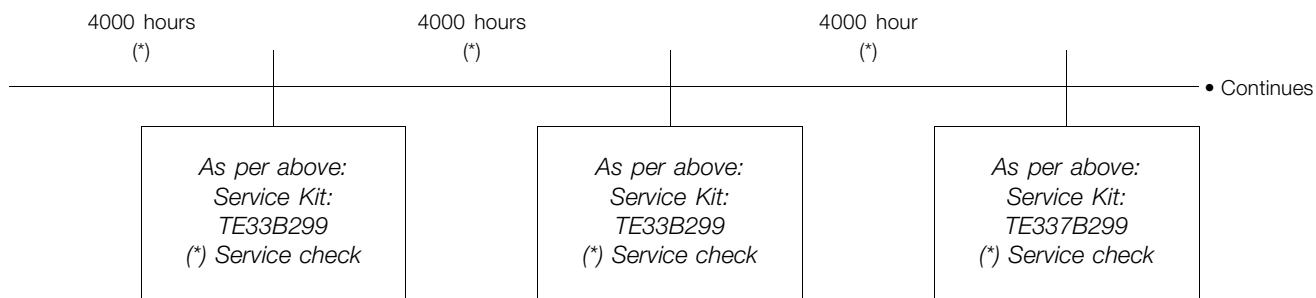 4000 hours
(*)
4000 hours
(*)
4000 hour
(*)
• Continues
As per above:
Service Kit:
TE33B299
(*) Service check
As per above:
Service Kit:
TE33B299
(*) Service check
As per above:
Service Kit:
TE337B299
(*) Service check